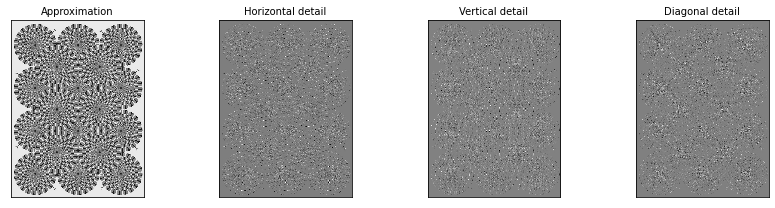 Approximation
Horizontal detail
Vertical detail
Diagonal detail